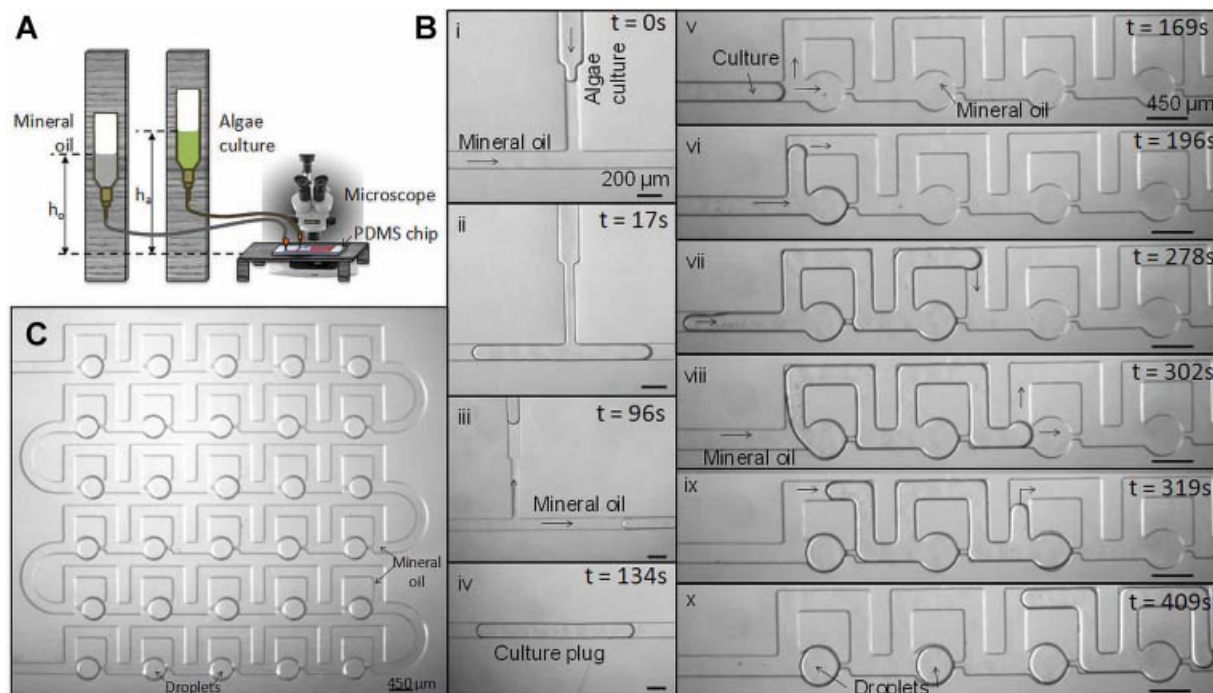 A
Mineral
oil
Algae
culture
hₒ
hₐ
Microscope
PDMS chip
B
i
t = 0s
Algae
culture
Mineral oil
200 µm
ii
t = 17s
iii
t = 96s
Mineral oil
iv
t = 134s
Culture plug
v
t = 169s
Culture
Mineral oil
450 µm
vi
t = 196s
vii
t = 278s
viii
t = 302s
Mineral oil
ix
t = 319s
x
t = 409s
Droplets
C
Mineral
oil
Droplets
450 µm